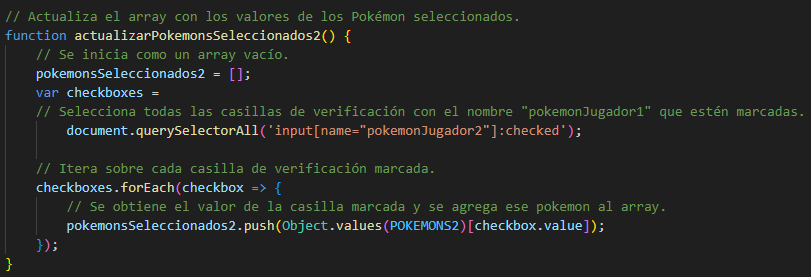 // Actualiza el array con los valores de los Pokémon seleccionados.
function actualizarPokemonsSeleccionados2() {
    // Se inicia como un array vacío.
    pokemonsSeleccionados2 = [];
    var checkboxes =
    // Selecciona todas las casillas de verificación con el nombre "pokemonJugador1" que estén marcadas.
        document.querySelectorAll('input[name="pokemonJugador2"]:checked');

    // Itera sobre cada casilla de verificación marcada.
    checkboxes.forEach(checkbox => {
        // Se obtiene el valor de la casilla marcada y se agrega ese pokemon al array.
        pokemonsSeleccionados2.push(Object.values(POKEMONS2)[checkbox.value]);
    });
}